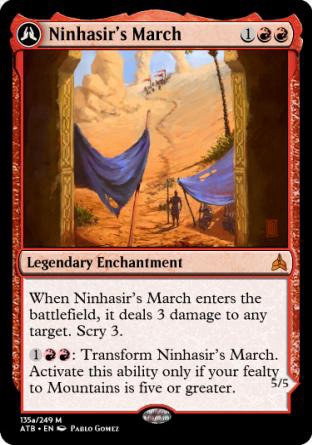 Ninhasir's March 1
Legendary Enchantment
When Ninhasir's March enters the
battlefield, it deals 3 damage to any
target. Scry 3.
1: Transform Ninhasir's March.
Activate this ability only if your fealty
to Mountains is five or greater.
5/5
135a/249 M
ATB • EN Pablo Gomez